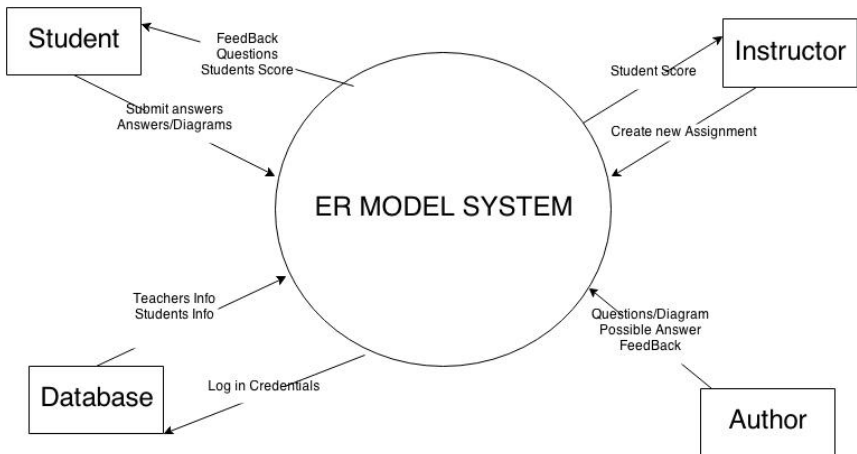 Student
FeedBack
Questions
Students Score
Instructor
Student Score
Submit answers
Answers/Diagrams
Create new Assignment
ER MODEL SYSTEM
Teachers Info
Students Info
Questions/Diagram
Possible Answer
FeedBack
Database
Log in Credentials
Author